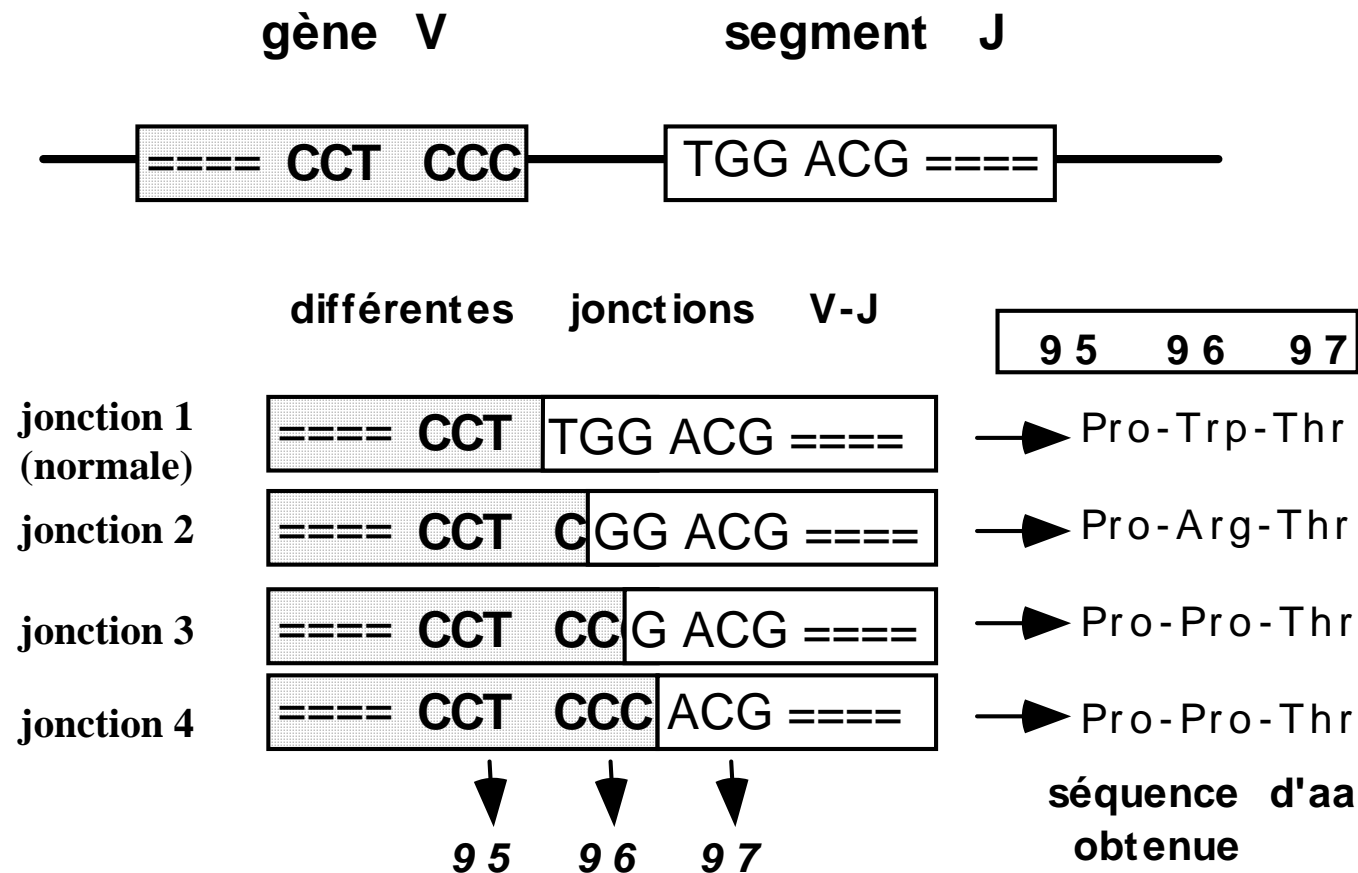 gène V segment J
==== CCT CCC TGG ACG ====
différentes jonctions V-J
95 96 97
jonction 1
(normale)
==== CCT TGG ACG ==== Pro-Trp-Thr
jonction 2 ==== CCT C GG ACG ==== Pro-Arg-Thr
jonction 3 ==== CCT CC G ACG ==== Pro-Pro-Thr
jonction 4 ==== CCT CCC ACG ==== Pro-Pro-Thr
95 96 97
séquence d'aa
obtenue